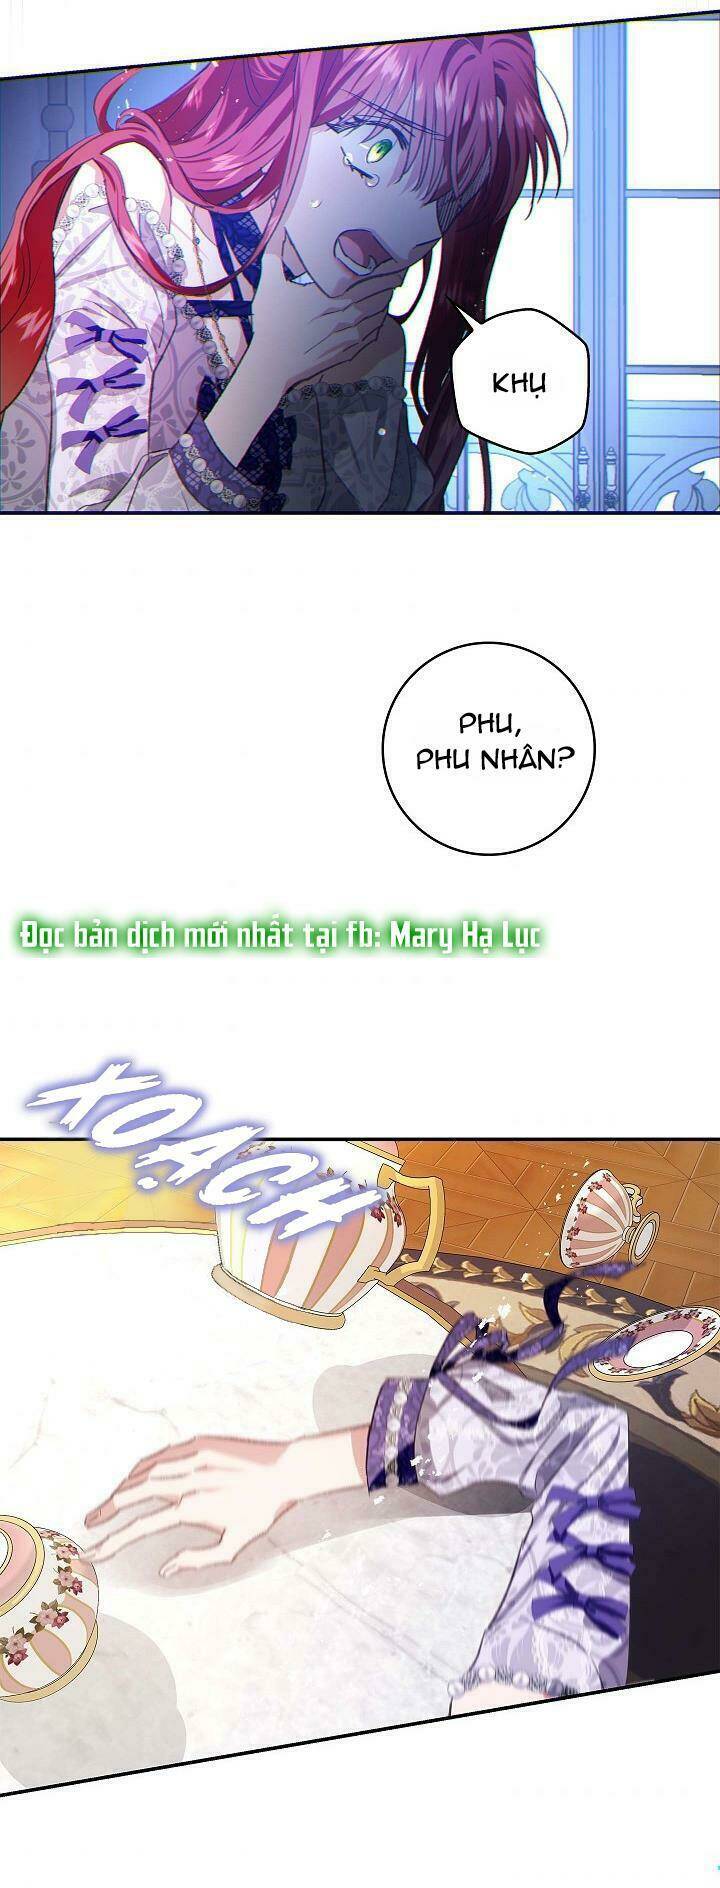 KHỤ
PHU,
PHU NHÂN?
Đọc bản dịch mới nhất tại fb: Mary Hạ Lục
XOẠCH